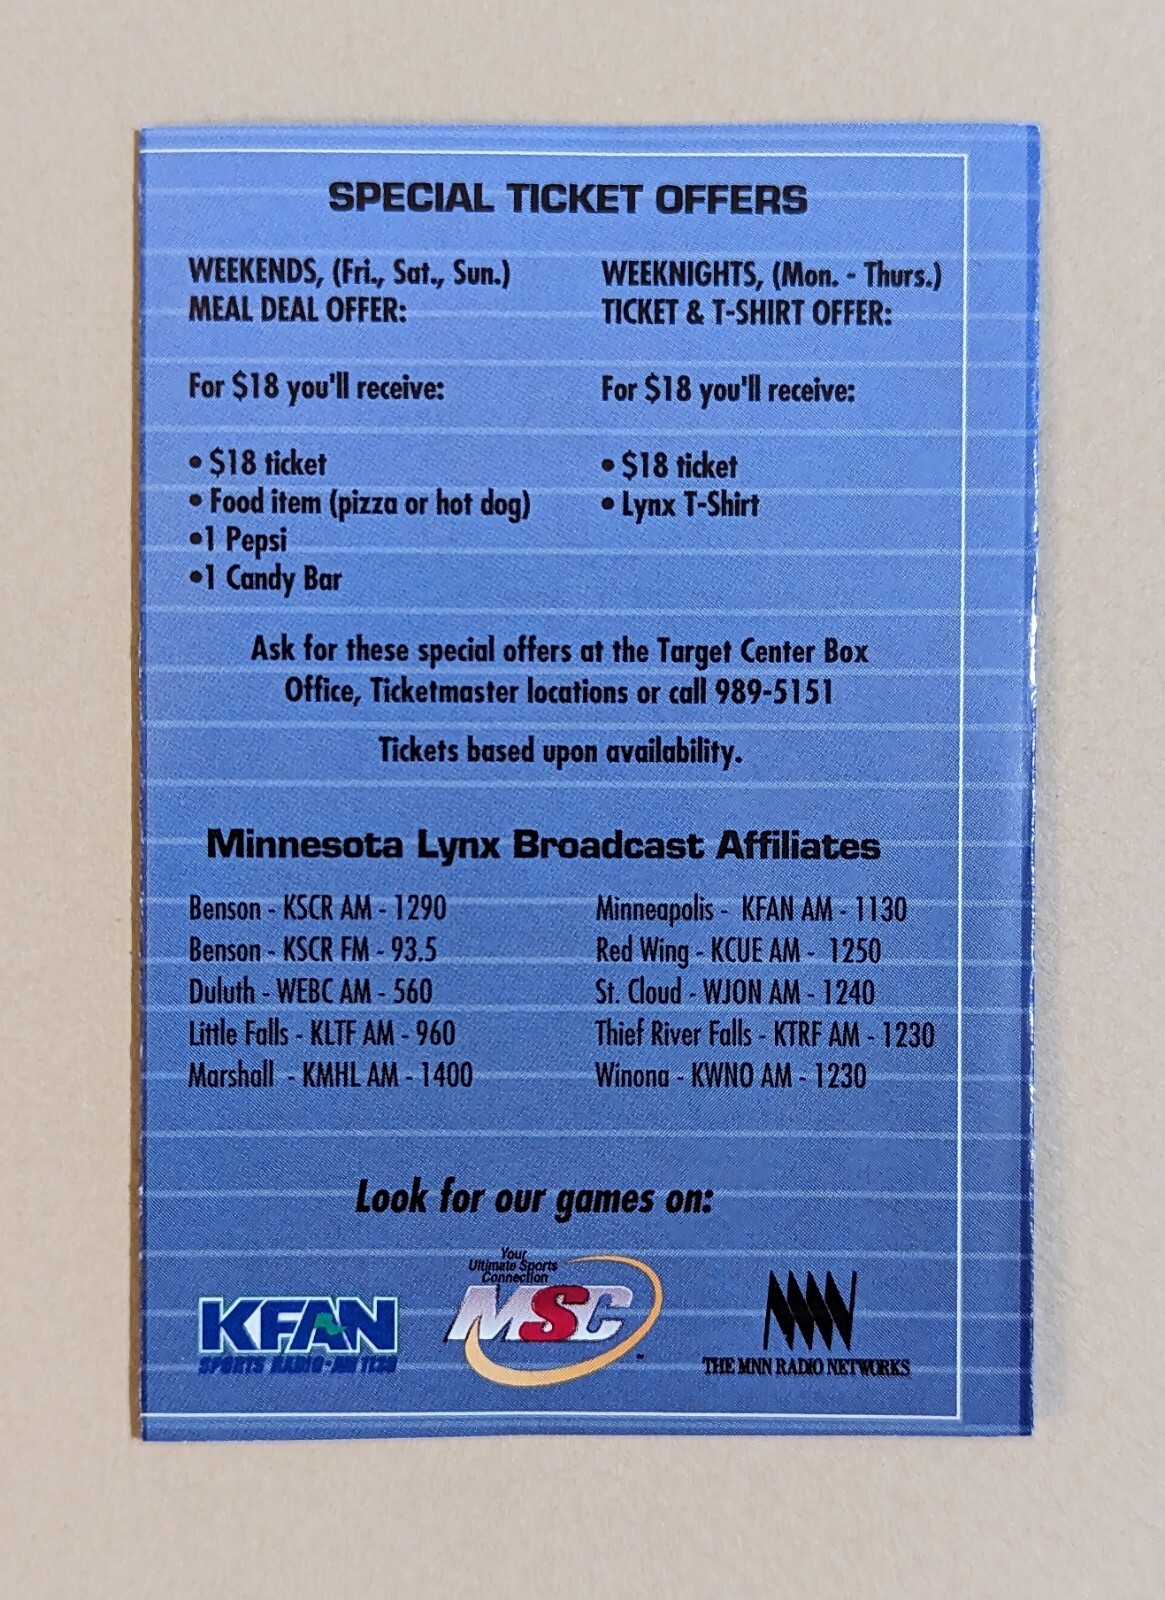 SPECIAL TICKET OFFERS
WEEKENDS, (Fri., Sat., Sun.)
MEAL DEAL OFFER:
For $18 you'll receive:
• $18 ticket
• Food item (pizza or hot dog)
•1 Pepsi
•1 Candy Bar
WEEKNIGHTS, (Mon. - Thurs.)
TICKET & T-SHIRT OFFER:
For $18 you'll receive:
• $18 ticket
• Lynx T-Shirt
Ask for these special offers at the Target Center Box
Office, Ticketmaster locations or call 989-5151
Tickets based upon availability.
Minnesota Lynx Broadcast Affiliates
Benson - KSCR AM - 1290
Benson - KSCR FM - 93.5
Duluth - WEBC AM - 560
Little Falls - KLTF AM - 960
Marshall - KMHL AM - 1400
Minneapolis - KFAN AM - 1130
Red Wing - KCUE AM - 1250
St. Cloud - WJON AM - 1240
Thief River Falls - KTRF AM - 1230
Winona - KWNO AM - 1230
Look for our games on:
KFAN
SPORTS RADIO-AM 1130
Your
Ultimate Sports
Connection
MSC
™
MNN
THE MNN RADIO NETWORKS